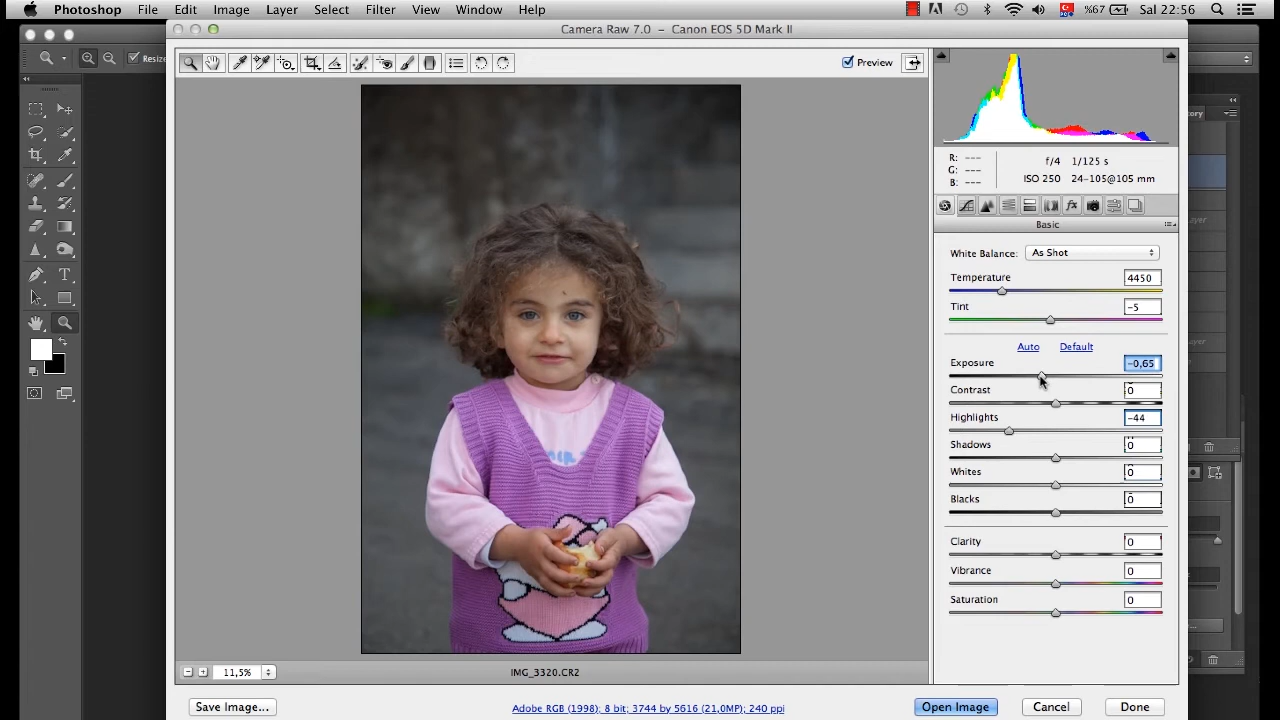 Photoshop File Edit Image Layer Select Filter View Window Help %67 Sal 22:56
Camera Raw 7.0 – Canon EOS 5D Mark II
Resize
Preview
R: ---
G: ---
B: ---
f/4 1/125 s
ISO 250 24-105@105 mm
Basic
White Balance: As Shot
Temperature 4450
Tint -5
Auto Default
Exposure -0,65
Contrast 0
Highlights -44
Shadows 0
Whites 0
Blacks 0
Clarity 0
Vibrance 0
Saturation 0
tory
yer
11,5%
IMG_3320.CR2
Save Image...
Adobe RGB (1998); 8 bit; 3744 by 5616 (21,0MP); 240 ppi
Open Image Cancel Done